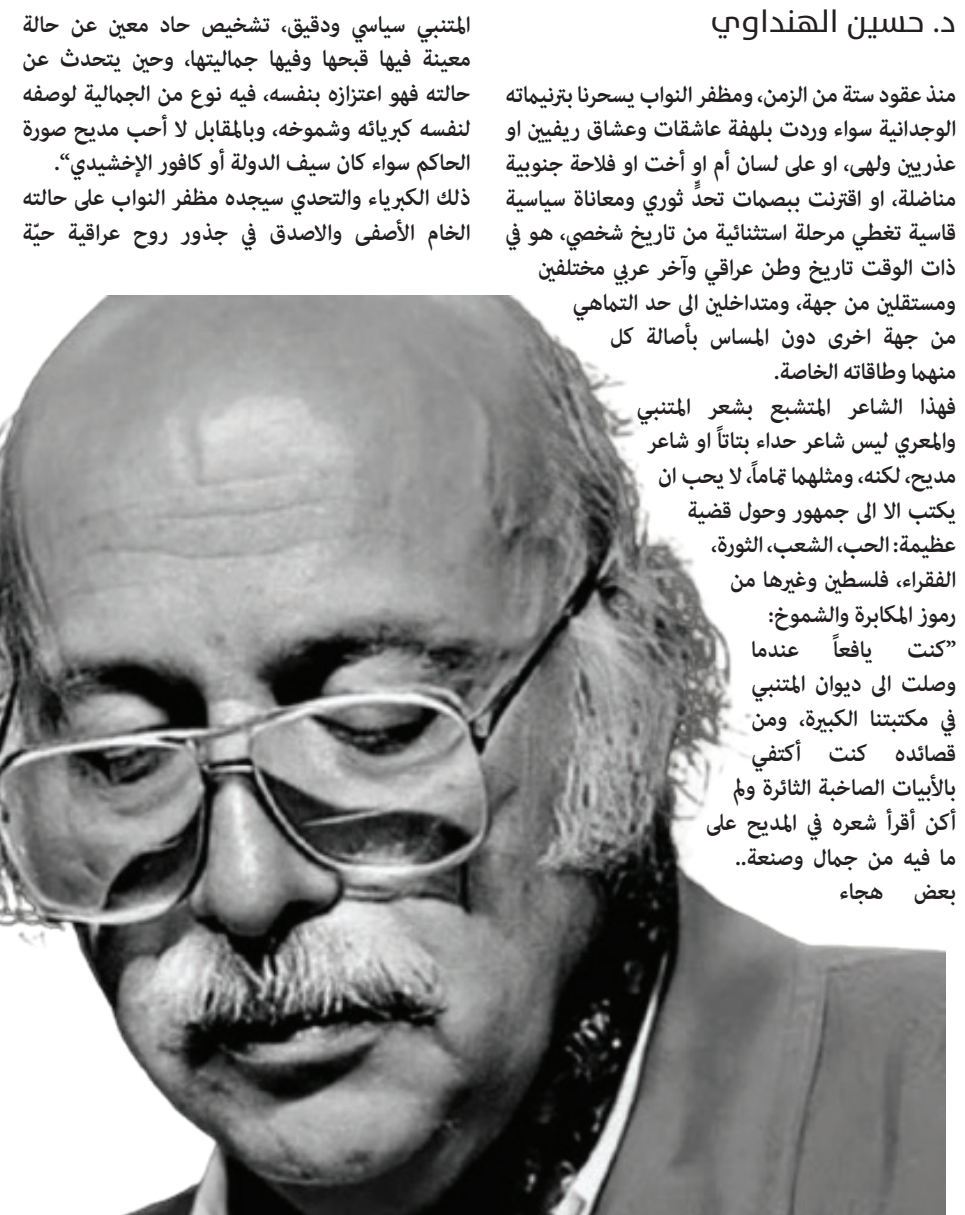 د. حسين الهنداوي
منذ عقود ستة من الزمن، ومظفر النواب يسحرنا بترنيماته
الوجدانية سواء وردت بلهفة عاشقات وعشاق ريفيين او
عذريين ولهى، او على لسان أم او أخت او فلاحة جنوبية
مناضلة، او اقترنت ببصمات تحدٍّ ثوري ومعاناة سياسية
قاسية تغطي مرحلة استثنائية من تاريخ شخصي، هو في
ذات الوقت تاريخ وطن عراقي وآخر عربي مختلفين
ومستقلين من جهة، ومتداخلين الى حد التماهي
من جهة اخرى دون المساس بأصالة كل
منهما وطاقاته الخاصة.
فهذا الشاعر المتشبع بشعر المتنبي
والمعري ليس شاعر حداء بتاتاً او شاعر
مديح، لكنه، ومثلهما تماماً، لا يحب ان
يكتب الا الى جمهور وحول قضية
عظيمة: الحب، الشعب، الثورة،
الفقراء، فلسطين وغيرها من
رموز المكابرة والشموخ:
”كنت يافعاً عندما
وصلت الى ديوان المتنبي
في مكتبتنا الكبيرة، ومن
قصائده كنت أكتفي
بالأبيات الصاخبة الثائرة ولم
أكن أقرأ شعره في المديح على
ما فيه من جمال وصنعة..
بعض هجاء
المتنبي سياسي ودقيق، تشخيص حاد معين عن حالة
معينة فيها قبحها وفيها جماليتها، وحين يتحدث عن
حالته فهو اعتزازه بنفسه، فيه نوع من الجمالية لوصفه
لنفسه كبريائه وشموخه، وبالمقابل لا أحب مديح صورة
الحاكم سواء كان سيف الدولة أو كافور الإخشيدي“.
ذلك الكبرياء والتحدي سيجده مظفر النواب على حالته
الخام الأصفى والاصدق في جذور روح عراقية حيّة